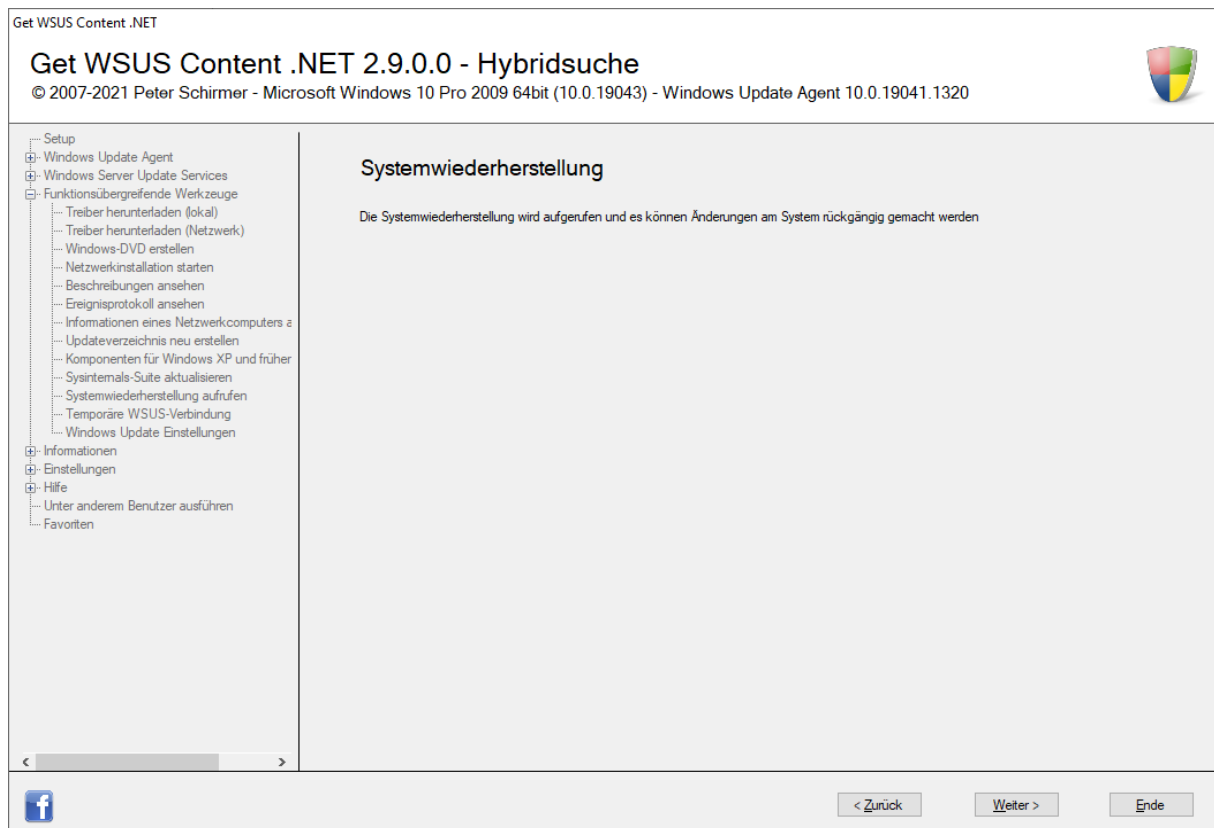 Get WSUS Content .NET
Get WSUS Content .NET 2.9.0.0 - Hybridsuche
© 2007-2021 Peter Schirmer - Microsoft Windows 10 Pro 2009 64bit (10.0.19043) - Windows Update Agent 10.0.19041.1320
Setup
Windows Update Agent
Windows Server Update Services
Funktionsübergreifende Werkzeuge
Treiber herunterladen (lokal)
Treiber herunterladen (Netzwerk)
Windows-DVD erstellen
Netzwerkinstallation starten
Beschreibungen ansehen
Ereignisprotokoll ansehen
Informationen eines Netzwerkcomputers a
Updateverzeichnis neu erstellen
Komponenten für Windows XP und früher
Sysinternals-Suite aktualisieren
Systemwiederherstellung aufrufen
Temporäre WSUS-Verbindung
Windows Update Einstellungen
Informationen
Einstellungen
Hilfe
Unter anderem Benutzer ausführen
Favoriten
Systemwiederherstellung
Die Systemwiederherstellung wird aufgerufen und es können Änderungen am System rückgängig gemacht werden
< Zurück
Weiter >
Ende